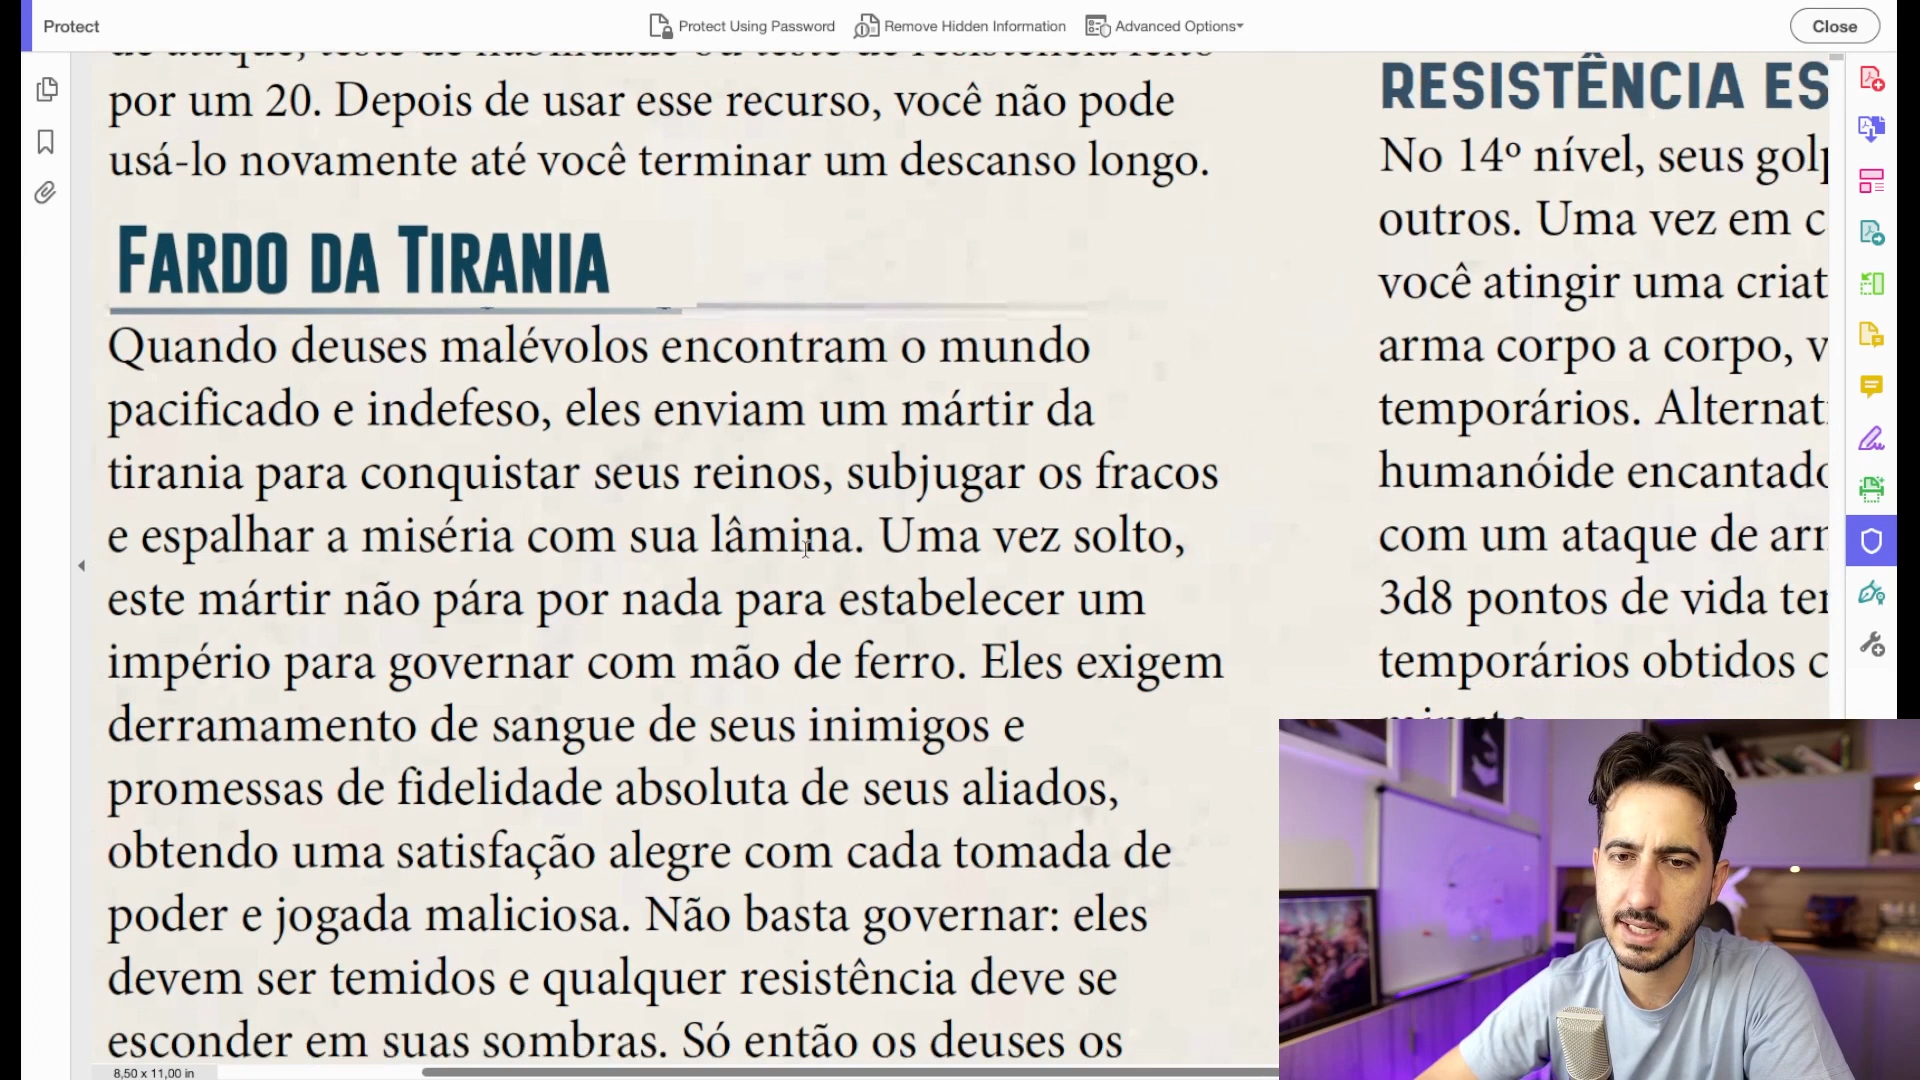 Protect
Protect Using Password
Remove Hidden Information
Advanced Options
Close
por um 20. Depois de usar esse recurso, você não pode
usá-lo novamente até você terminar um descanso longo.
FARDO DA TIRANIA
Quando deuses malévolos encontram o mundo
pacificado e indefeso, eles enviam um mártir da
tirania para conquistar seus reinos, subjugar os fracos
e espalhar a miséria com sua lâmina. Uma vez solto,
este mártir não pára por nada para estabelecer um
império para governar com mão de ferro. Eles exigem
derramamento de sangue de seus inimigos e
promessas de fidelidade absoluta de seus aliados,
obtendo uma satisfação alegre com cada tomada de
poder e jogada maliciosa. Não basta governar: eles
devem ser temidos e qualquer resistência deve se
esconder em suas sombras. Só então os deuses os
RESISTÊNCIA ES
No 14º nível, seus gol
outros. Uma vez em c
você atingir uma criat
arma corpo a corpo, v
temporários. Alternat
humanóide encantado
com um ataque de arm
3d8 pontos de vida te
temporários obtidos c
8,50 x 11,00 in